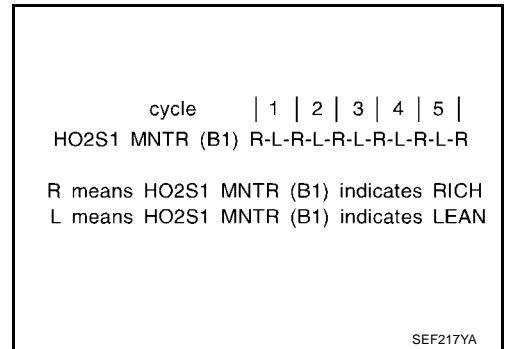 cycle | 1 | 2 | 3 | 4 | 5 |
HO2S1 MNTR (B1) R-L-R-L-R-L-R-L-R-L-R
R means HO2S1 MNTR (B1) indicates RICH
L means HO2S1 MNTR (B1) indicates LEAN
SEF217YA